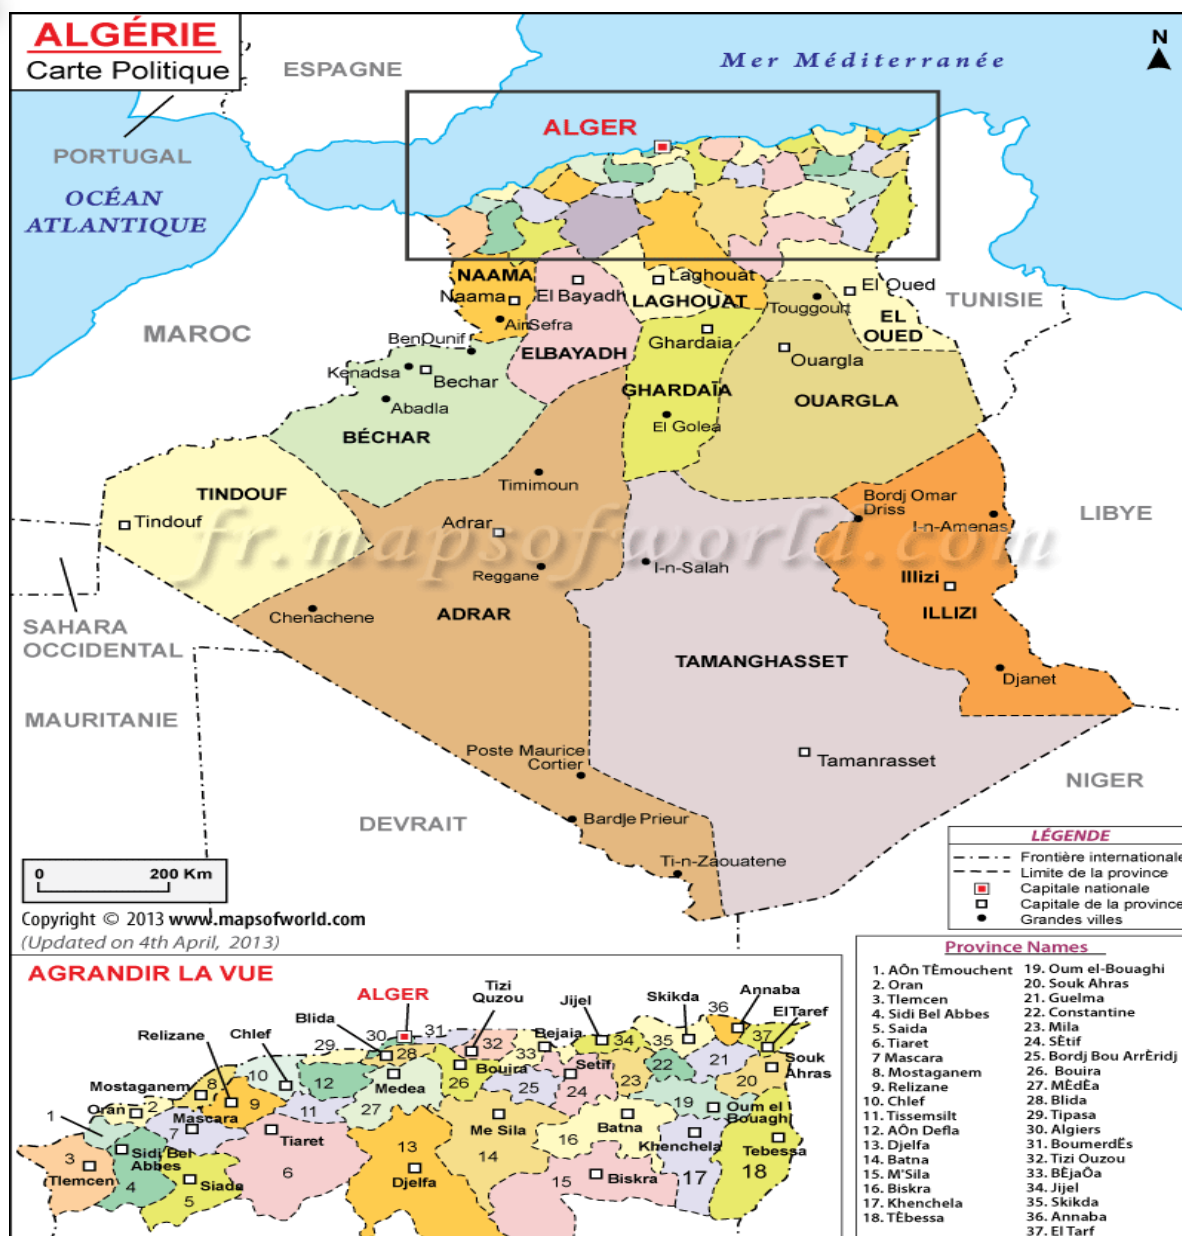 ALGÉRIE
Carte Politique
ESPAGNE
Mer Méditerranée
N
PORTUGAL
OCÉAN
ATLANTIQUE
ALGER
MAROC
TUNISIE
LIBYE
NIGER
DEVRAIT
MAURITANIE
SAHARA
OCCIDENTAL
NAAMA
Naama
AinSefra
El Bayadh
ELBAYADH
Laghouat
LAGHOUAT
El Oued
EL
OUED
Touggourt
Ghardaia
GHARDAÏA
El Golea
Ouargla
OUARGLA
BenDunif
Kenadsa
Bechar
Abadla
BÉCHAR
TINDOUF
Tindouf
Timimoun
Adrar
Reggane
Chenachene
ADRAR
Bordj Omar
Driss
I-n-Amenas
Illizi
ILLIZI
Djanet
I-n-Salah
TAMANGHASSET
Tamanrasset
Poste Maurice
Cortier
Bardje Prieur
Ti-n-Zaouatene
fr.mapsofworld.com
LÉGENDE
Frontière internationale
Limite de la province
Capitale nationale
Capitale de la province
Grandes villes
0 200 Km
Copyright © 2013 www.mapsofworld.com
(Updated on 4th April, 2013)
AGRANDIR LA VUE
ALGER
Tizi
Quzou
Jijel
Skikda
36
Annaba
ElTaref
Blida
Chlef
Relizane
Mostaganem
Oran
Mascara
Bejaia
Setif
Bouira
Medea
Souk
Ahras
Oum el
Bouaghi
Me Sila
Batna
Khenchela
Tebessa
Tiaret
Sidi Bel
Abbes
Tlemcen
Siada
Djelfa
Biskra
1
2
3
4
5
6
7
8
9
10
11
12
13
14
15
16
17
18
19
20
21
22
23
24
25
26
27
28
29
30
31
32
33
34
35
37
Province Names
1. AÔn TÈmouchent
2. Oran
3. Tlemcen
4. Sidi Bel Abbes
5. Saida
6. Tiaret
7 Mascara
8. Mostaganem
9. Relizane
10. Chlef
11. Tissemsilt
12. AÔn Defla
13. Djelfa
14. Batna
15. M'Sila
16. Biskra
17. Khenchela
18. TÈbessa
19. Oum el-Bouaghi
20. Souk Ahras
21. Guelma
22. Constantine
23. Mila
24. SÈtif
25. Bordj Bou ArrÈridj
26. Bouira
27. MÈdÈa
28. Blida
29. Tipasa
30. Algiers
31. BoumerdËs
32. Tizi Ouzou
33. BÈjaÔa
34. Jijel
35. Skikda
36. Annaba
37. El Tarf